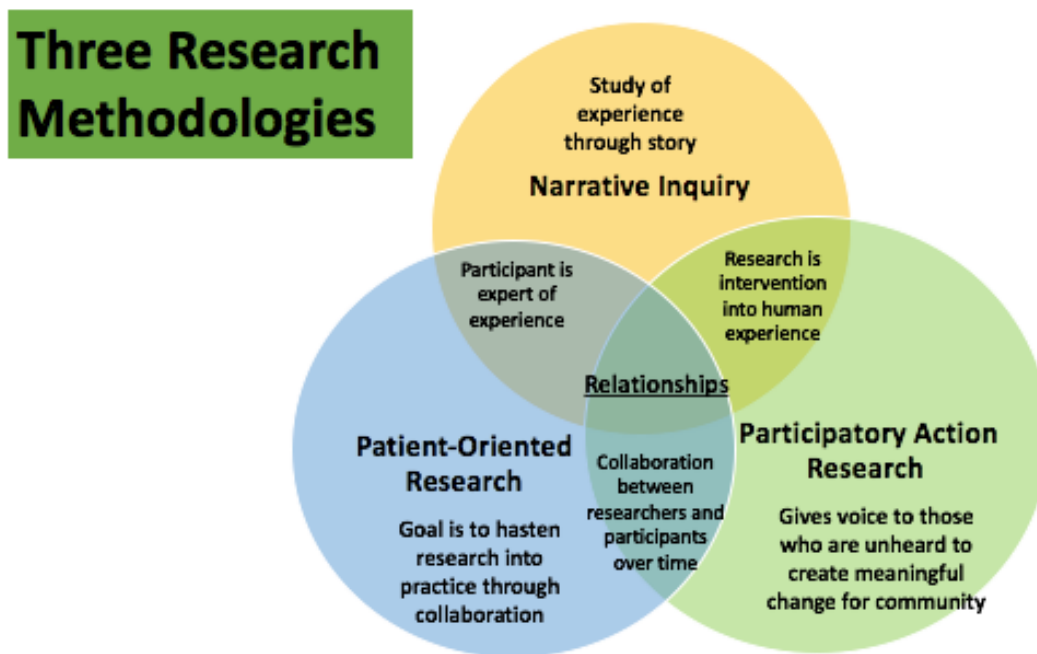 Three Research
Methodologies
Study of
experience
through story
Narrative Inquiry
Participant is
expert of
experience
Research is
intervention
into human
experience
Relationships
Patient-Oriented
Research
Goal is to hasten
research into
practice through
collaboration
Collaboration
between
researchers and
participants
over time
Participatory Action
Research
Gives voice to those
who are unheard to
create meaningful
change for community